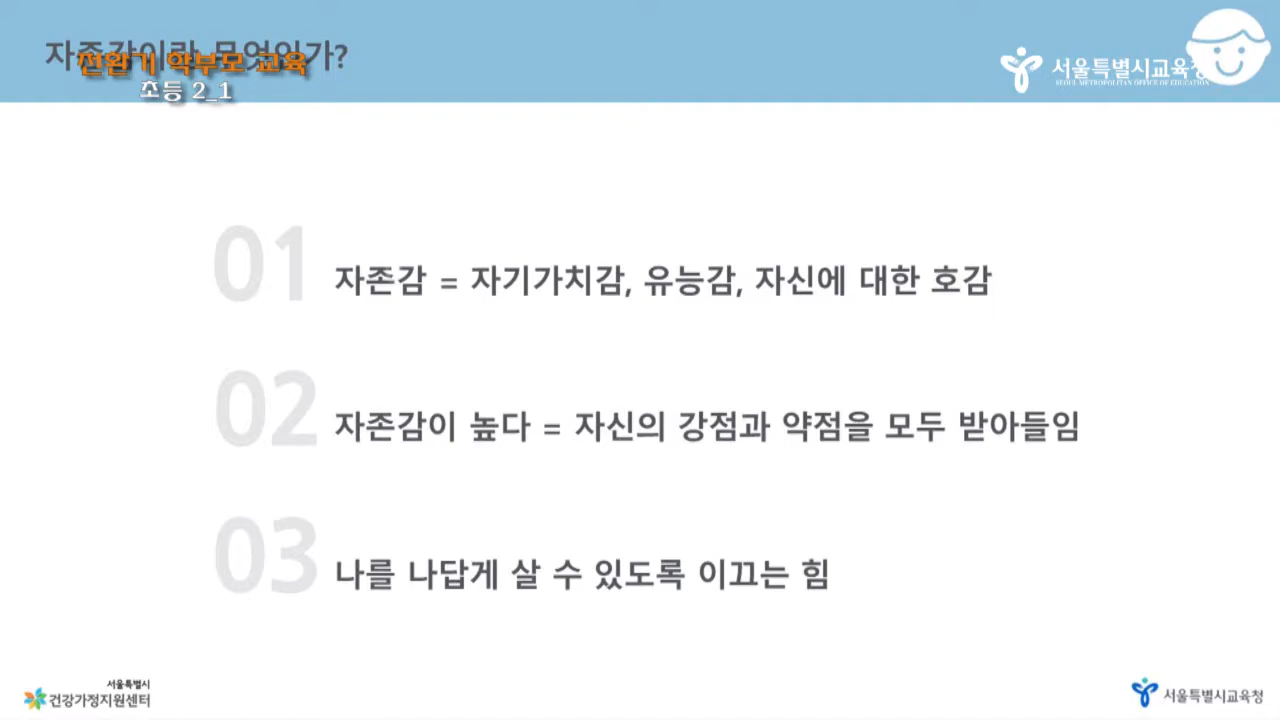 자존감이란 무엇인가?
전환기 학부모 교육
초등 2_1
서울특별시교육청
SEOUL METROPOLITAN OFFICE OF EDUCATION
01 자존감 = 자기가치감, 유능감, 자신에 대한 호감
02 자존감이 높다 = 자신의 강점과 약점을 모두 받아들임
03 나를 나답게 살 수 있도록 이끄는 힘
서울특별시
건강가정지원센터
서울특별시교육청